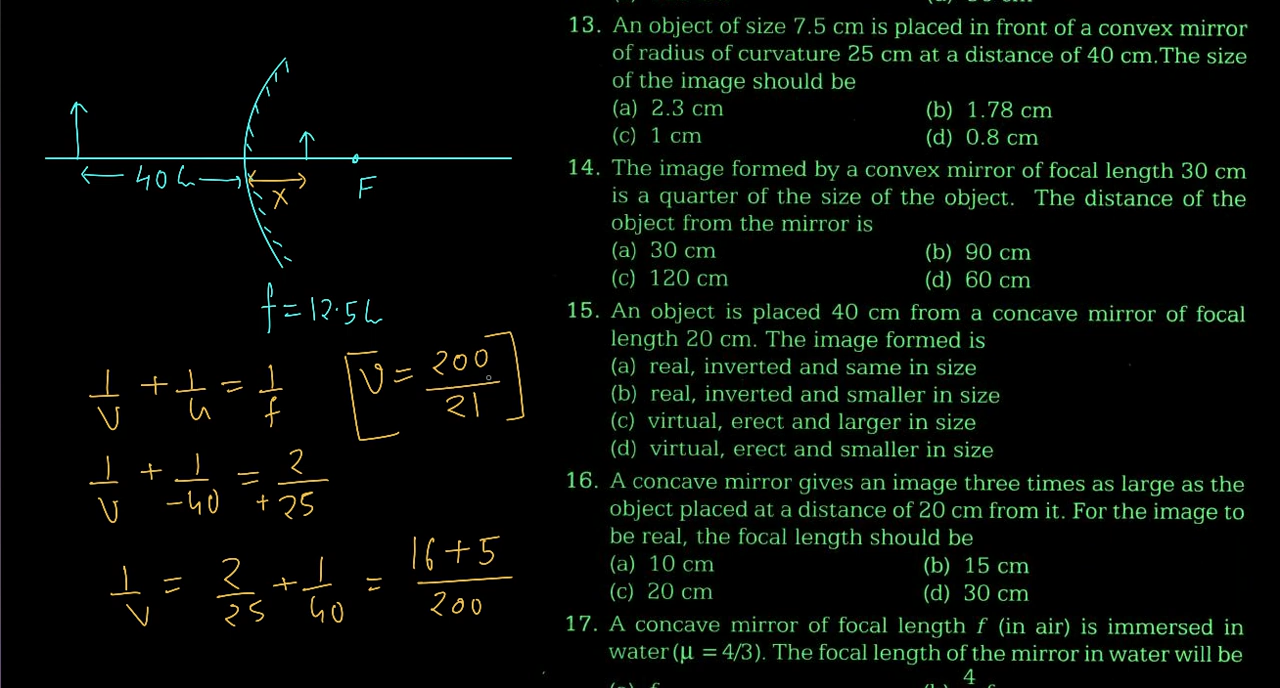 13. An object of size 7.5 cm is placed in front of a convex mirror
of radius of curvature 25 cm at a distance of 40 cm.The size
of the image should be
(a) 2.3 cm (b) 1.78 cm
(c) 1 cm (d) 0.8 cm
14. The image formed by a convex mirror of focal length 30 cm
is a quarter of the size of the object. The distance of the
object from the mirror is
(a) 30 cm (b) 90 cm
(c) 120 cm (d) 60 cm
15. An object is placed 40 cm from a concave mirror of focal
length 20 cm. The image formed is
(a) real, inverted and same in size
(b) real, inverted and smaller in size
(c) virtual, erect and larger in size
(d) virtual, erect and smaller in size
16. A concave mirror gives an image three times as large as the
object placed at a distance of 20 cm from it. For the image to
be real, the focal length should be
(a) 10 cm (b) 15 cm
(c) 20 cm (d) 30 cm
17. A concave mirror of focal length f (in air) is immersed in
water (μ = 4/3). The focal length of the mirror in water will be
40
x
F
f = 12.5
1/v + 1/u = 1/f
[v = 200/21]
1/v + 1/-40 = 2/+25
1/v = 2/25 + 1/40 = 16+5/200